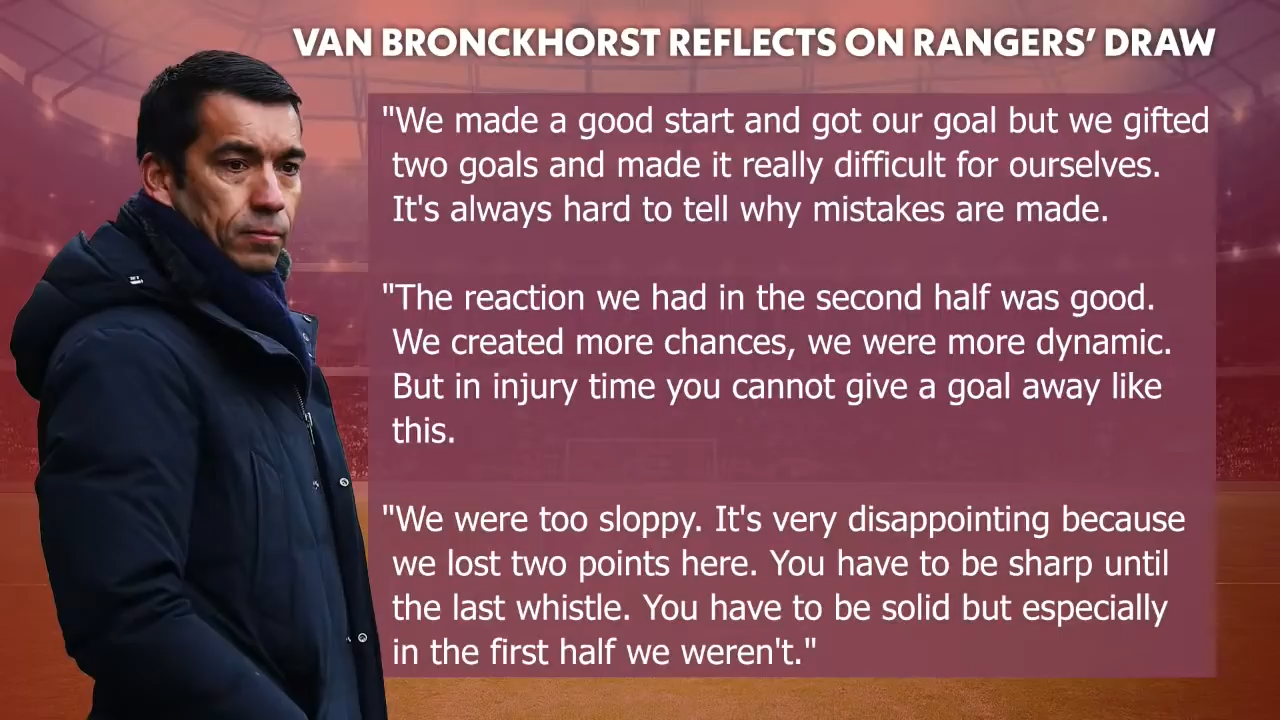 VAN BRONCKHORST REFLECTS ON RANGERS’ DRAW
"We made a good start and got our goal but we gifted
two goals and made it really difficult for ourselves.
It's always hard to tell why mistakes are made.
"The reaction we had in the second half was good.
We created more chances, we were more dynamic.
But in injury time you cannot give a goal away like
this.
"We were too sloppy. It's very disappointing because
we lost two points here. You have to be sharp until
the last whistle. You have to be solid but especially
in the first half we weren't."